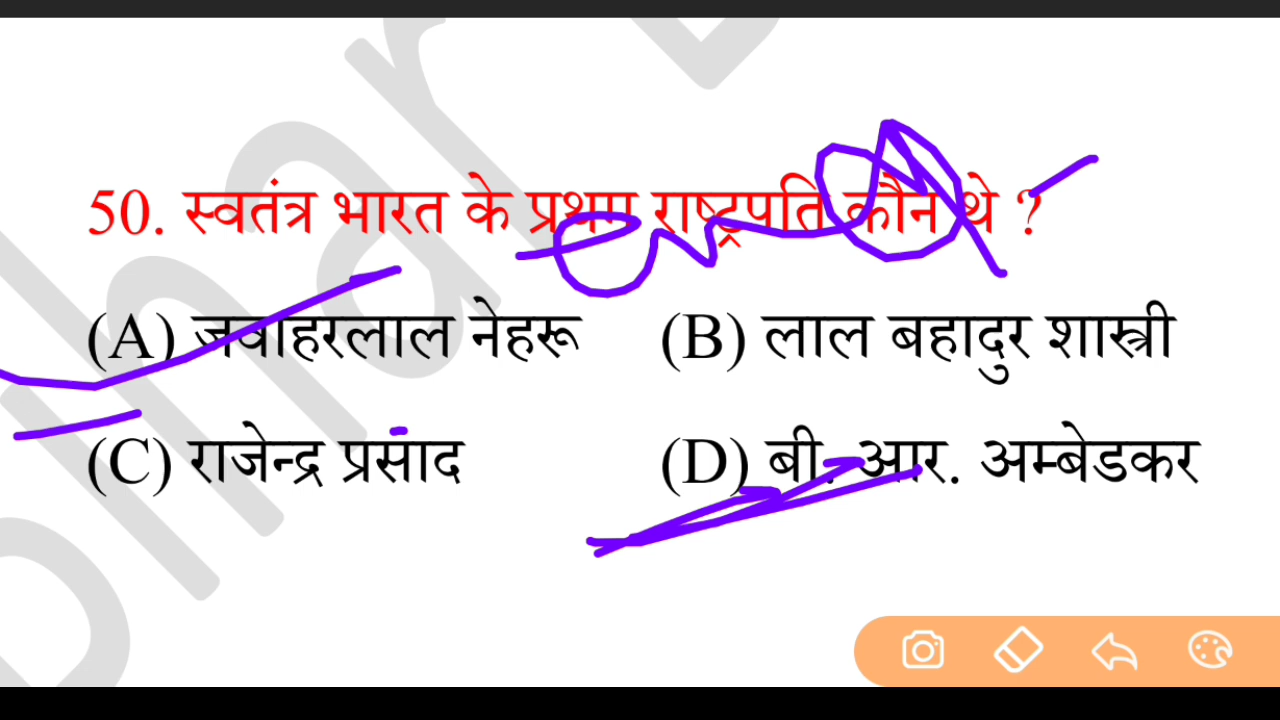 50. स्वतंत्र भारत के प्रथम राष्ट्रपति कौन थे ?
(A) जवाहरलाल नेहरू (B) लाल बहादुर शास्त्री
(C) राजेन्द्र प्रसाद (D) बी. आर. अम्बेडकर